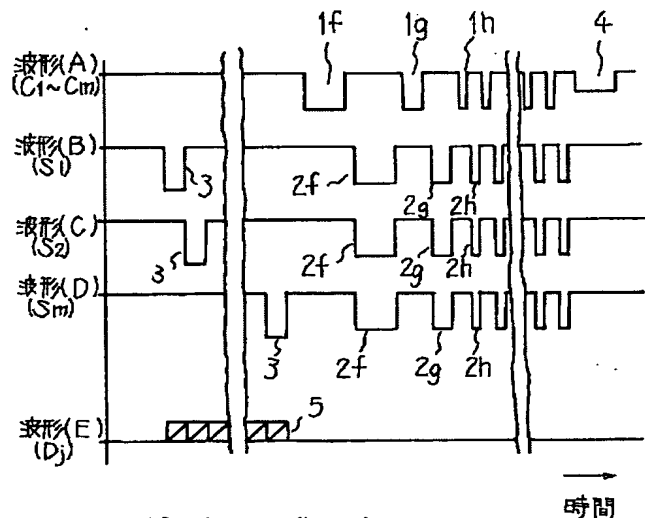 1f 1g 1h 4
波形(A)
(C1~Cm)
波形(B)
(S1)
3 2f 2g 2h
波形(C)
(S2)
3 2f 2g 2h
波形(D)
(Sm)
3 2f 2g 2h
波形(E)
(Dj)
5
時間